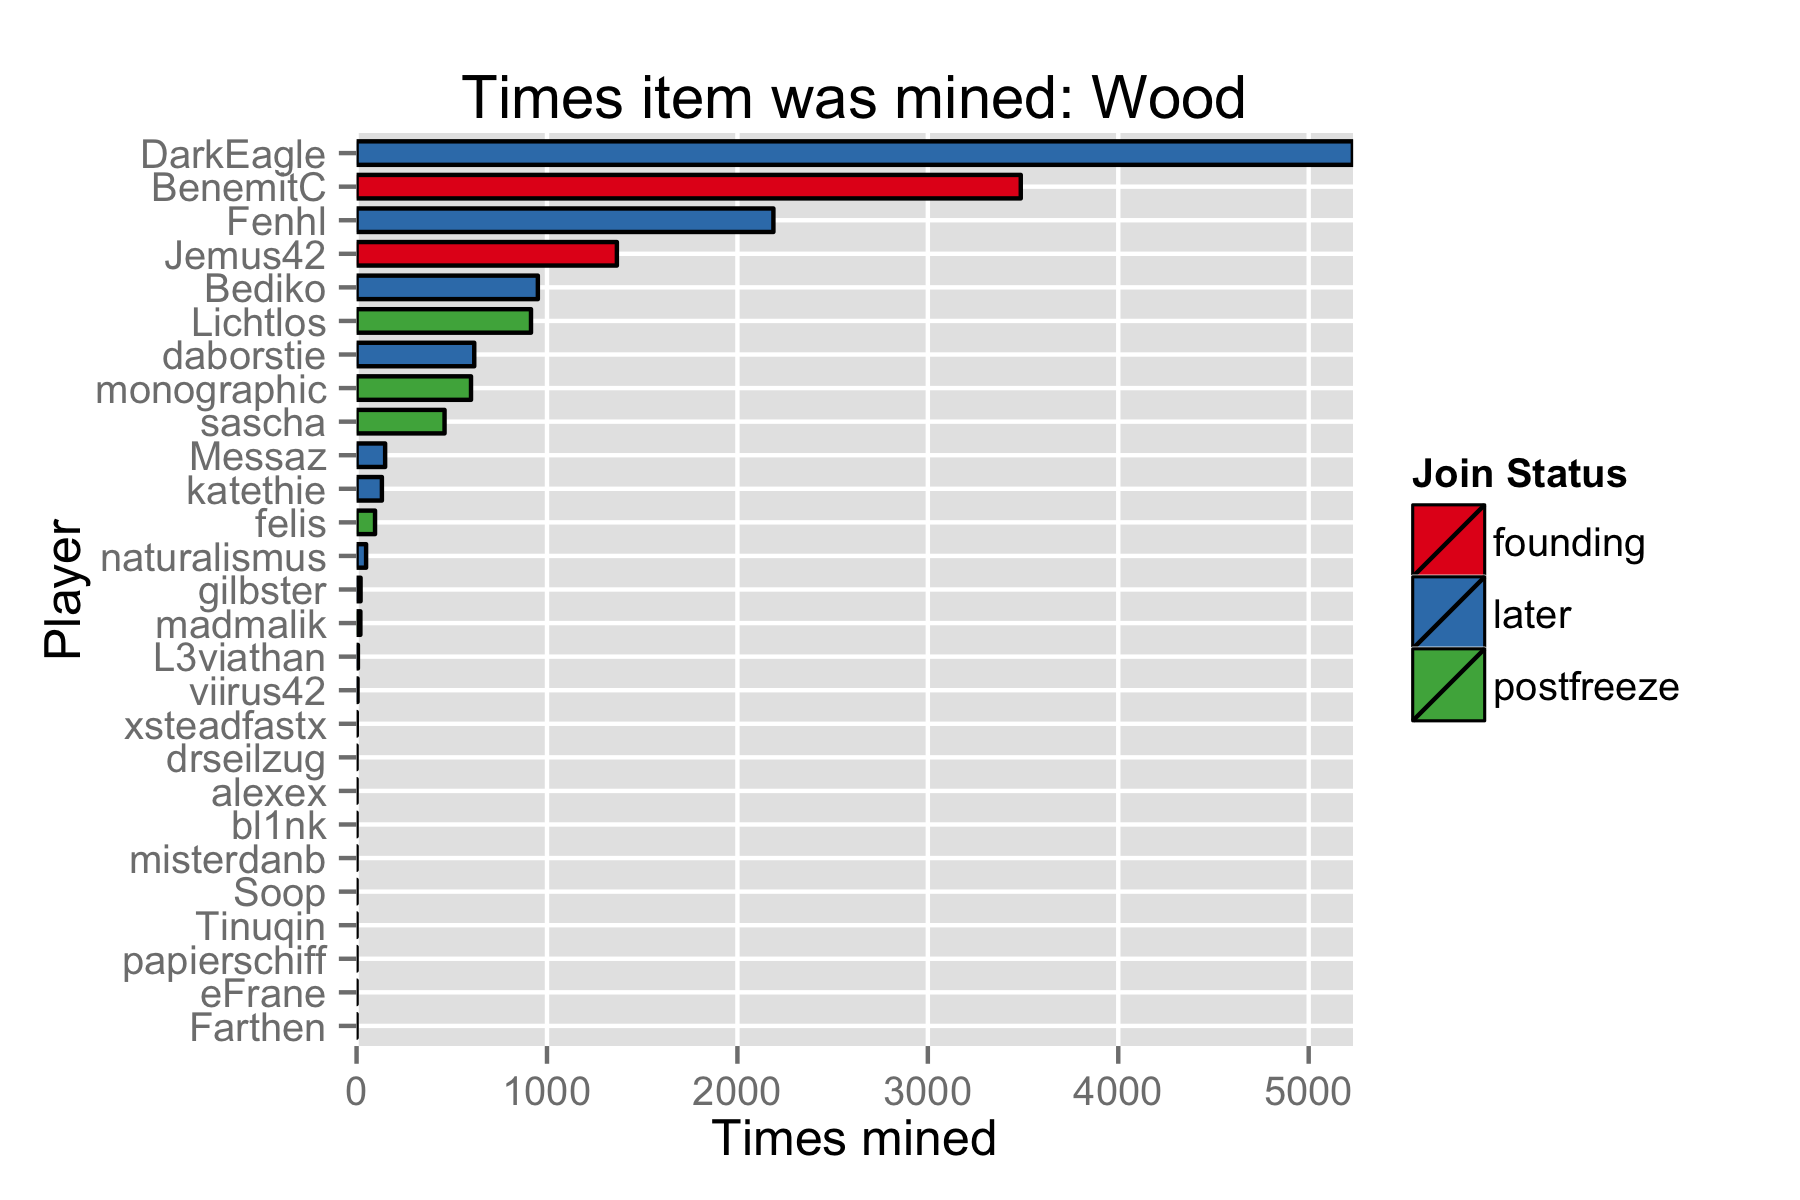 Times item was mined: Wood
DarkEagle
BenemitC
Fenhl
Jemus42
Bediko
Lichtlos
daborstie
monographic
sascha
Messaz
katethie
felis
naturalismus
gilbster
madmalik
L3viathan
viirus42
xsteadfastx
drseilzug
alexex
bl1nk
misterdanb
Soop
Tinuqin
papierschiff
eFrane
Farthen
Player
0 1000 2000 3000 4000 5000
Times mined
Join Status
founding
later
postfreeze